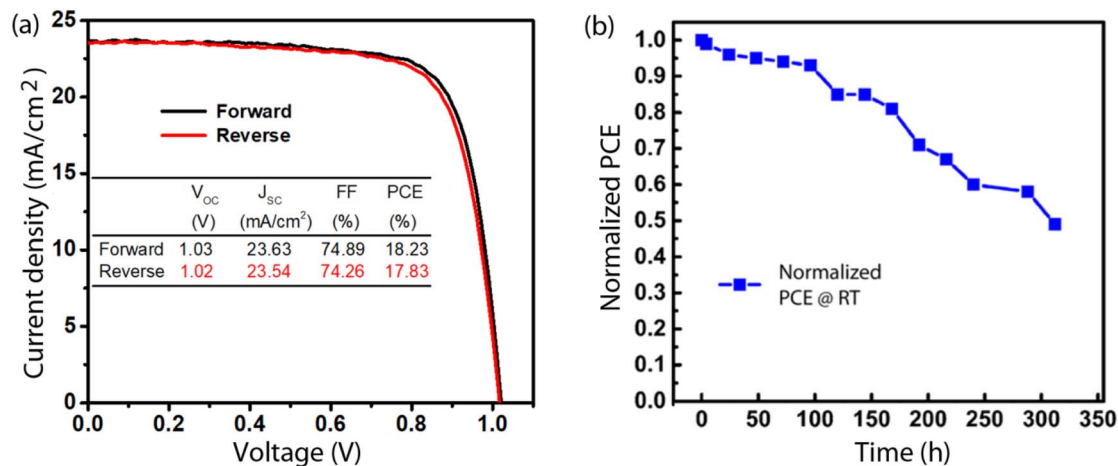 (a)
25
20
15
10
5
0
Current density (mA/cm²)
Forward
Reverse
V_OC J_SC FF PCE
(V) (mA/cm²) (%) (%)
Forward 1.03 23.63 74.89 18.23
Reverse 1.02 23.54 74.26 17.83
0.0 0.2 0.4 0.6 0.8 1.0
Voltage (V)
(b)
1.0
0.9
0.8
0.7
0.6
0.5
0.4
0.3
0.2
0.1
0.0
Normalized PCE
Normalized
PCE @ RT
0 50 100 150 200 250 300 350
Time (h)